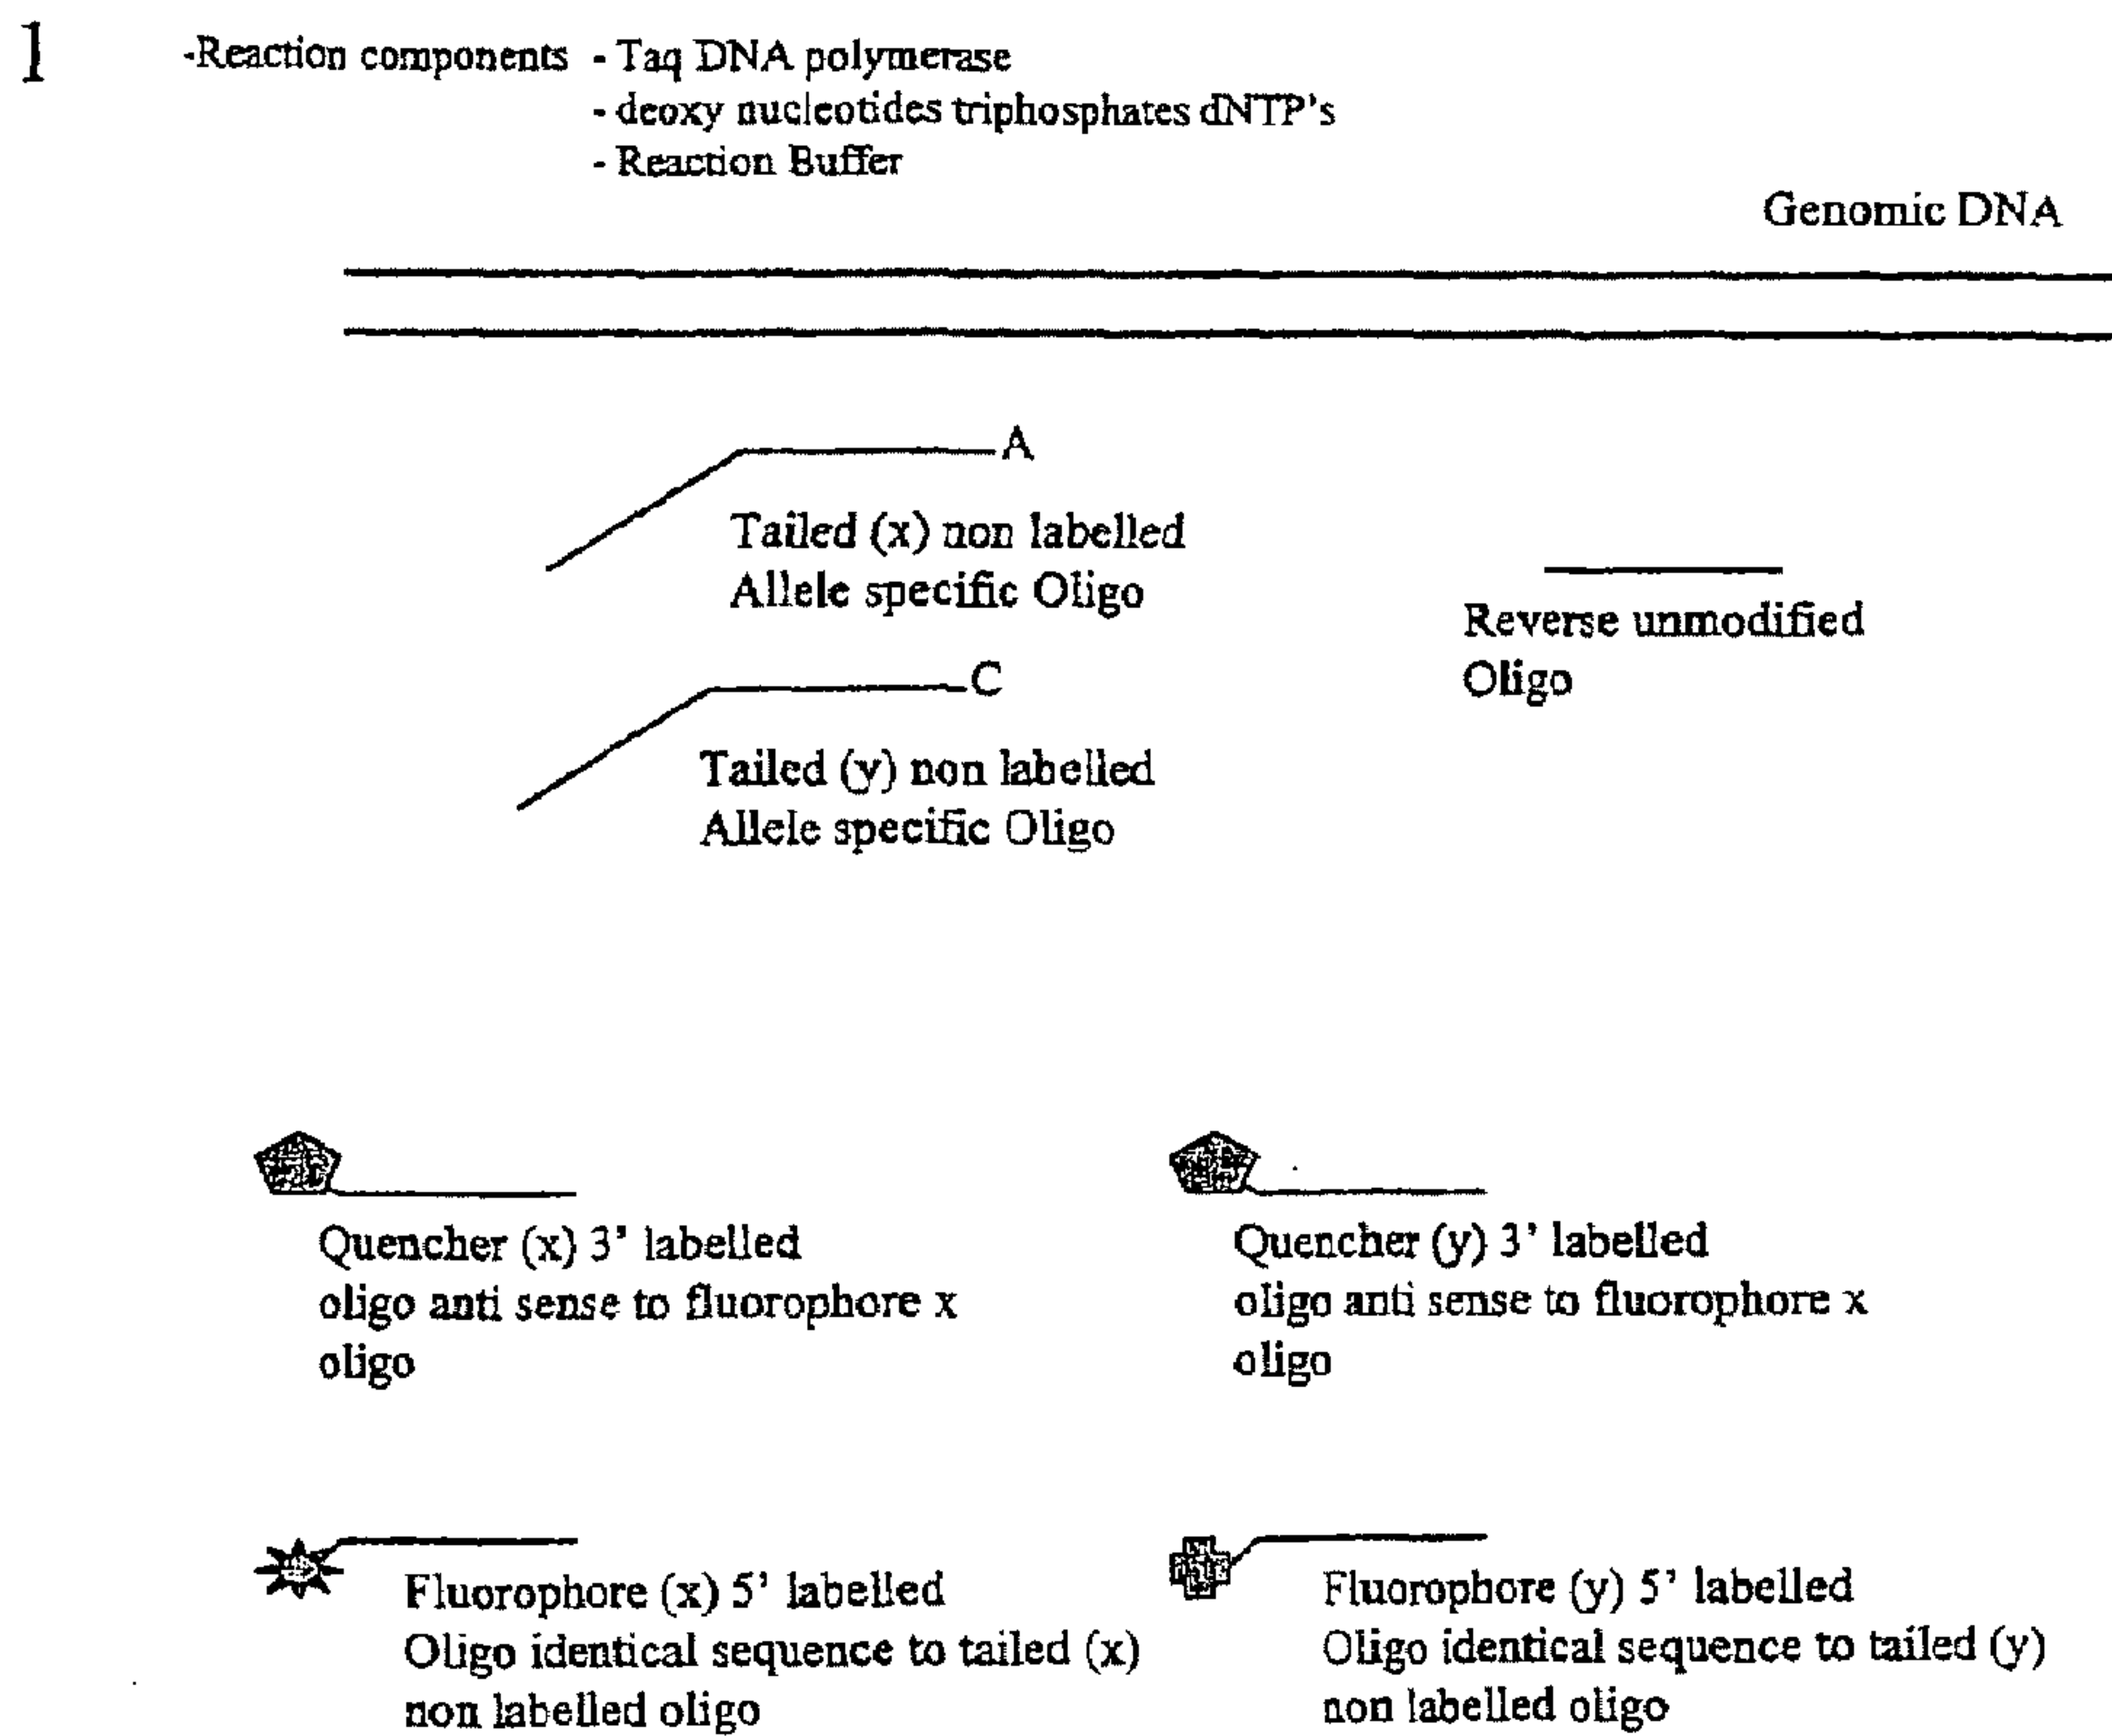 1
-Reaction components - Taq DNA polymerase
- deoxy nucleotides triphosphates dNTP's
- Reaction Buffer
Genomic DNA
A
Tailed (x) non labelled
Allele specific Oligo
Reverse unmodified
Oligo
C
Tailed (y) non labelled
Allele specific Oligo
Quencher (x) 3' labelled
oligo anti sense to fluorophore x
oligo
Quencher (y) 3' labelled
oligo anti sense to fluorophore x
oligo
Fluorophore (x) 5' labelled
Oligo identical sequence to tailed (x)
non labelled oligo
Fluorophore (y) 5' labelled
Oligo identical sequence to tailed (y)
non labelled oligo